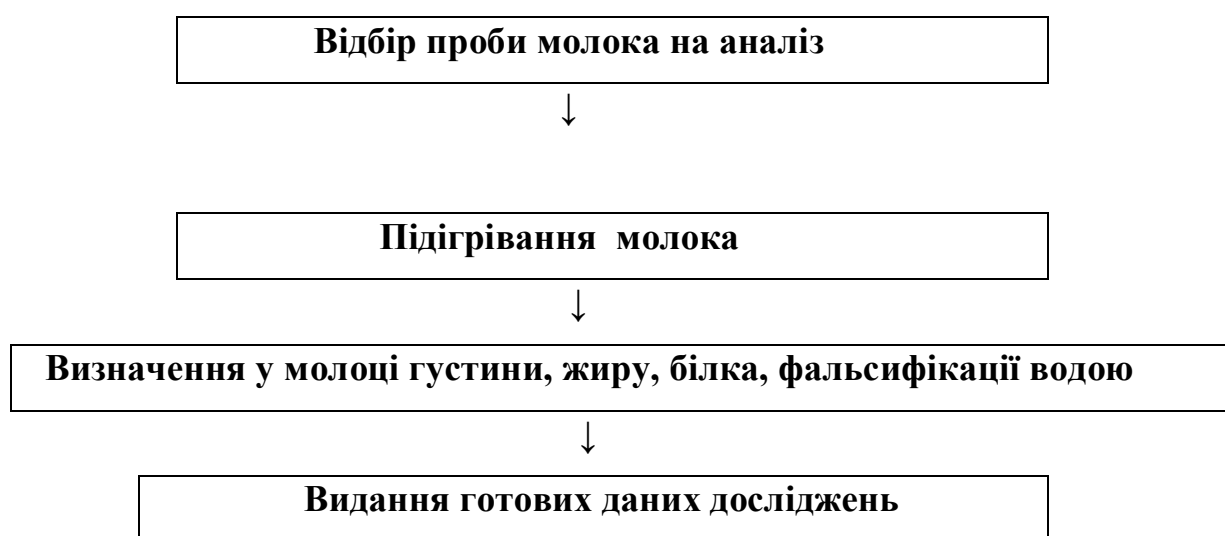 Відбір проби молока на аналіз
↓
Підігрівання молока
↓
Визначення у молоці густини, жиру, білка, фальсифікації водою
↓
Видання готових даних досліджень